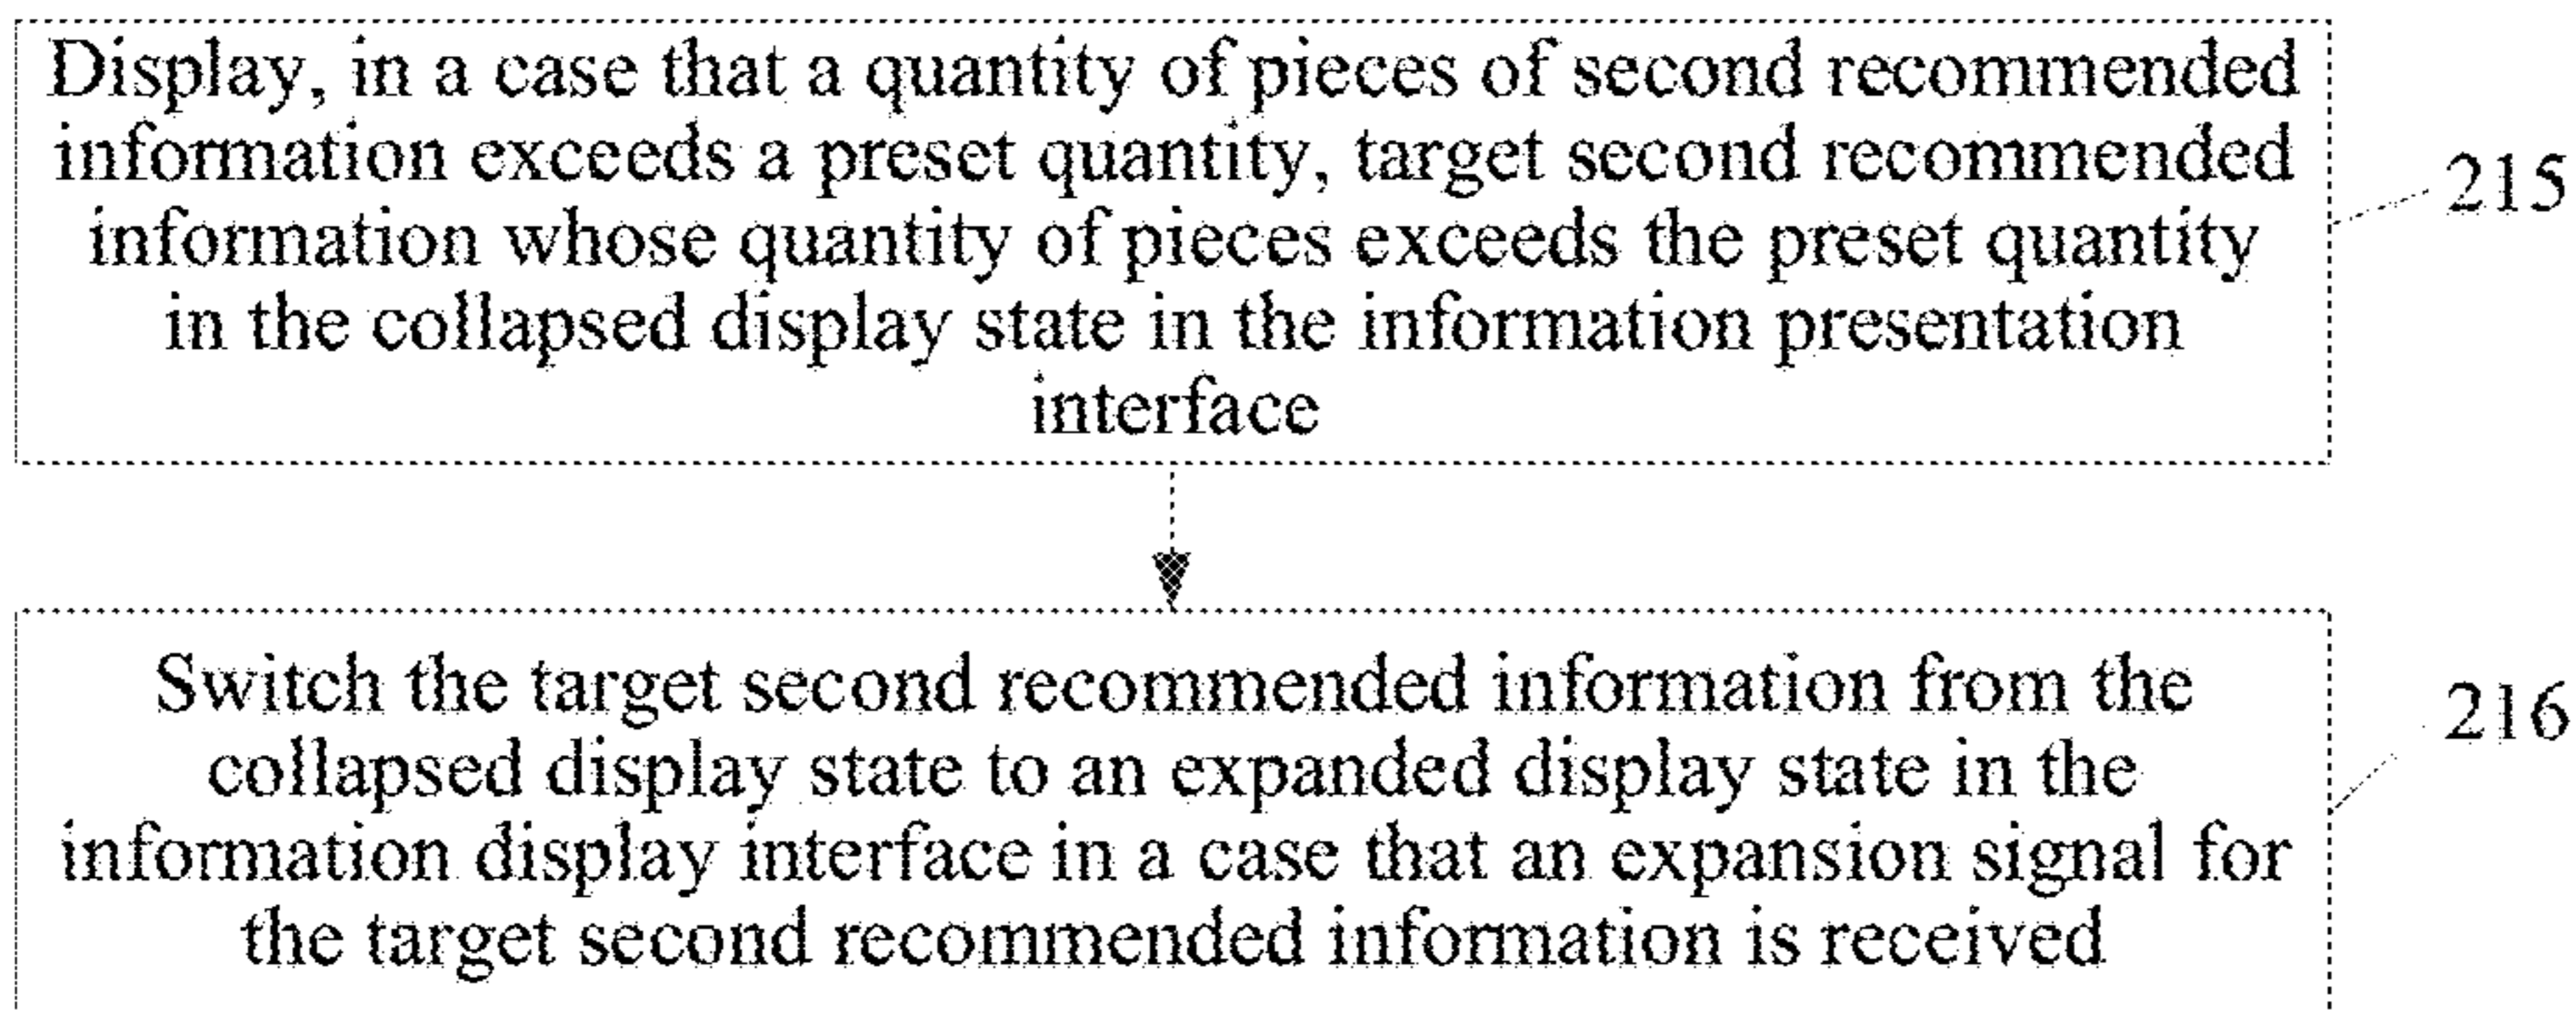 Display, in a case that a quantity of pieces of second recommended
information exceeds a preset quantity, target second recommended
information whose quantity of pieces exceeds the preset quantity
in the collapsed display state in the information presentation
interface
215
Switch the target second recommended information from the
collapsed display state to an expanded display state in the
information display interface in a case that an expansion signal for
the target second recommended information is received
216